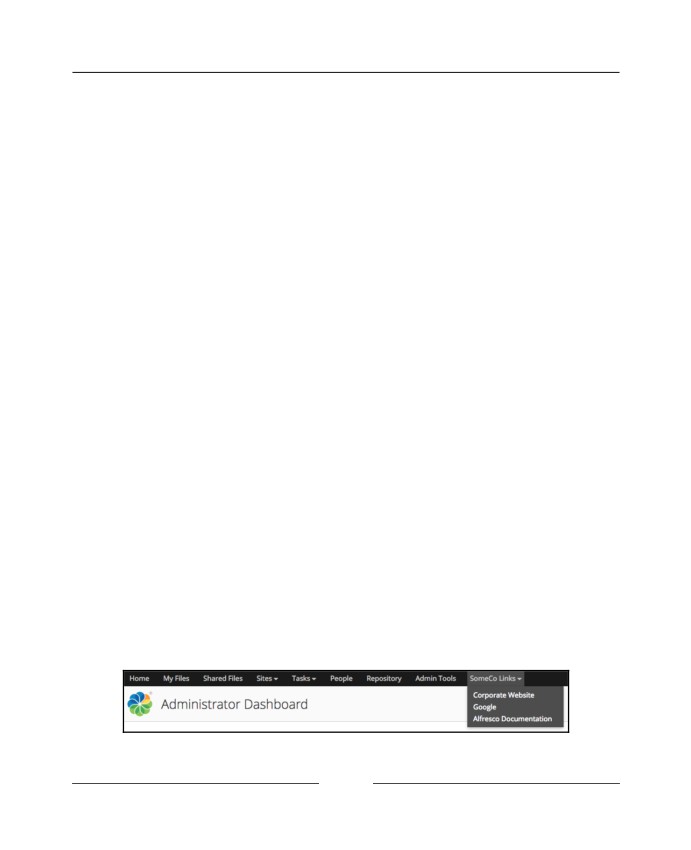 Home My Files Shared Files Sites Tasks People Repository Admin Tools SomeCo Links
Administrator Dashboard
Corporate Website
Google
Alfresco Documentation